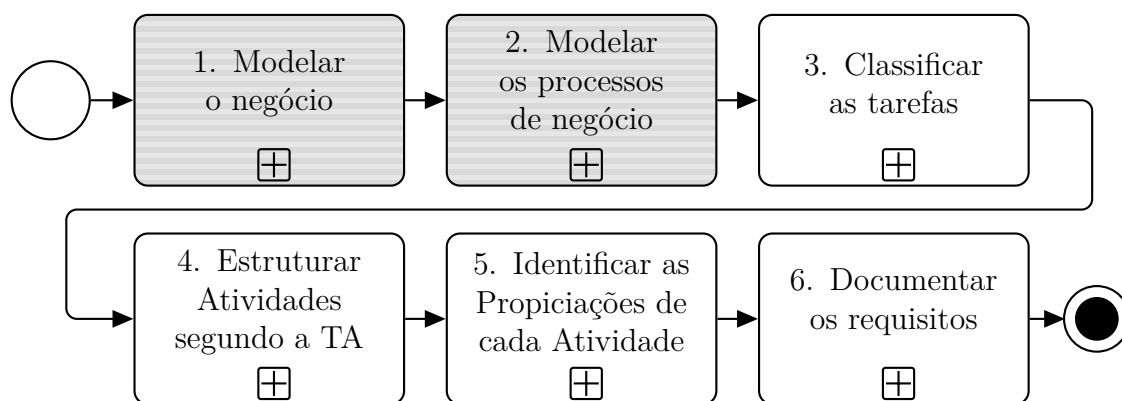 1. Modelar
o negócio
2. Modelar
os processos
de negócio
3. Classificar
as tarefas
4. Estruturar
Atividades
segundo a TA
5. Identificar as
Propiciações de
cada Atividade
6. Documentar
os requisitos